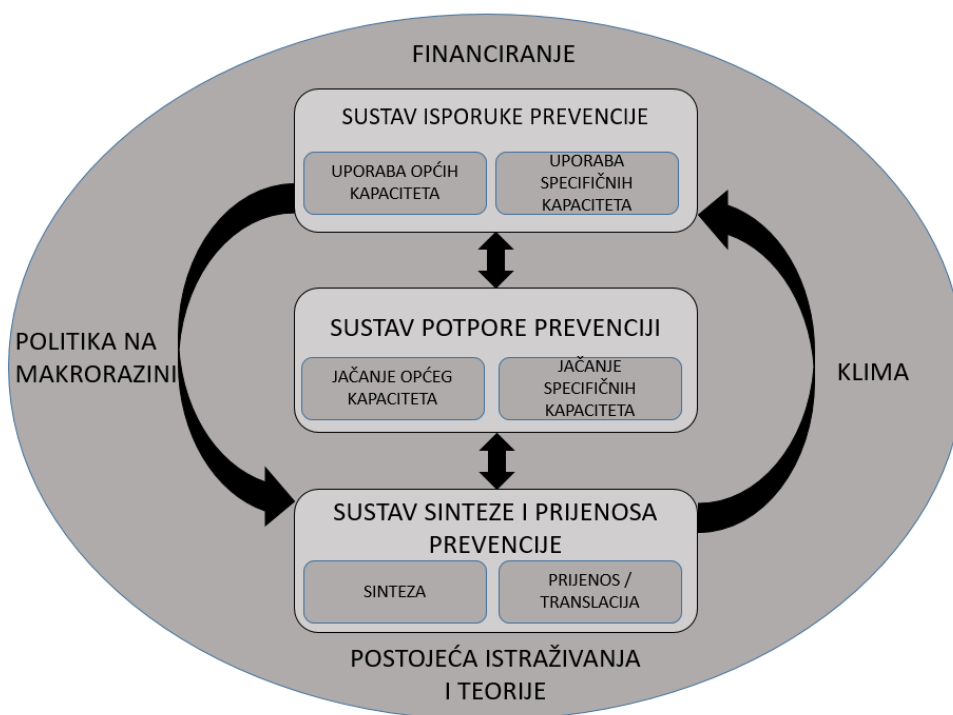 FINANCIRANJE
SUSTAV ISPORUKE PREVENCIJE
UPORABA OPĆIH
KAPACITETA
UPORABA
SPECIFIČNIH
KAPACITETA
POLITIKA NA
MAKRORAZINI
SUSTAV POTPORE PREVENCIJI
JAČANJE OPĆEG
KAPACITETA
JAČANJE
SPECIFIČNIH
KAPACITETA
KLIMA
SUSTAV SINTEZE I PRIJENOSA
PREVENCIJE
SINTEZA
PRIJENOS /
TRANSLACIJA
POSTOJEĆA ISTRAŽIVANJA
I TEORIJE